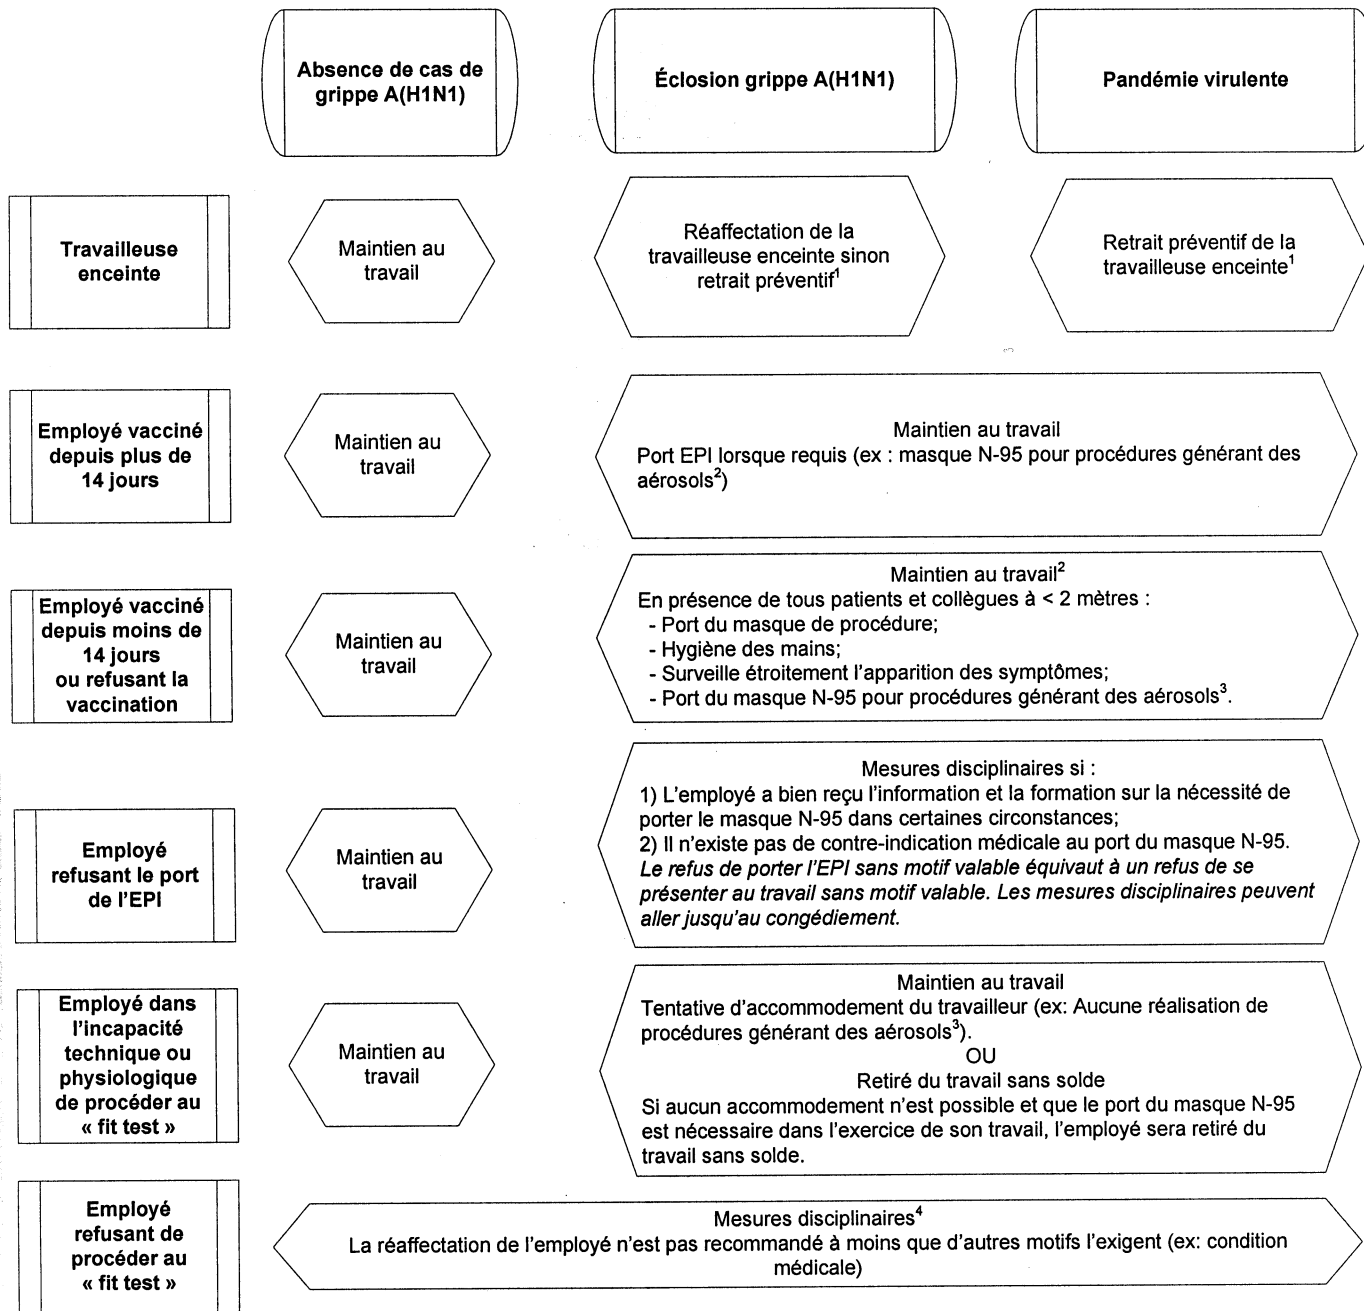 Absence de cas de
grippe A(H1N1)
Éclosion grippe A(H1N1)
Pandémie virulente
Travailleuse
enceinte
Maintien au
travail
Réaffectation de la
travailleuse enceinte sinon
retrait préventif¹
Retrait préventif de la
travailleuse enceinte¹
Employé vacciné
depuis plus de
14 jours
Maintien au
travail
Maintien au travail
Port EPI lorsque requis (ex : masque N-95 pour procédures générant des
aérosols²)
Employé vacciné
depuis moins de
14 jours
ou refusant la
vaccination
Maintien au
travail
Maintien au travail²
En présence de tous patients et collègues à < 2 mètres :
- Port du masque de procédure;
- Hygiène des mains;
- Surveille étroitement l'apparition des symptômes;
- Port du masque N-95 pour procédures générant des aérosols³.
Employé
refusant le port
de l'EPI
Maintien au
travail
Mesures disciplinaires si :
1) L'employé a bien reçu l'information et la formation sur la nécessité de
porter le masque N-95 dans certaines circonstances;
2) Il n'existe pas de contre-indication médicale au port du masque N-95.
Le refus de porter l'EPI sans motif valable équivaut à un refus de se
présenter au travail sans motif valable. Les mesures disciplinaires peuvent
aller jusqu'au congédiement.
Employé dans
l'incapacité
technique ou
physiologique
de procéder au
« fit test »
Maintien au
travail
Maintien au travail
Tentative d'accommodement du travailleur (ex: Aucune réalisation de
procédures générant des aérosols³).
OU
Retiré du travail sans solde
Si aucun accommodement n'est possible et que le port du masque N-95
est nécessaire dans l'exercice de son travail, l'employé sera retiré du
travail sans solde.
Employé
refusant de
procéder au
« fit test »
Mesures disciplinaires⁴
La réaffectation de l'employé n'est pas recommandé à moins que d'autres motifs l'exigent (ex: condition
médicale)